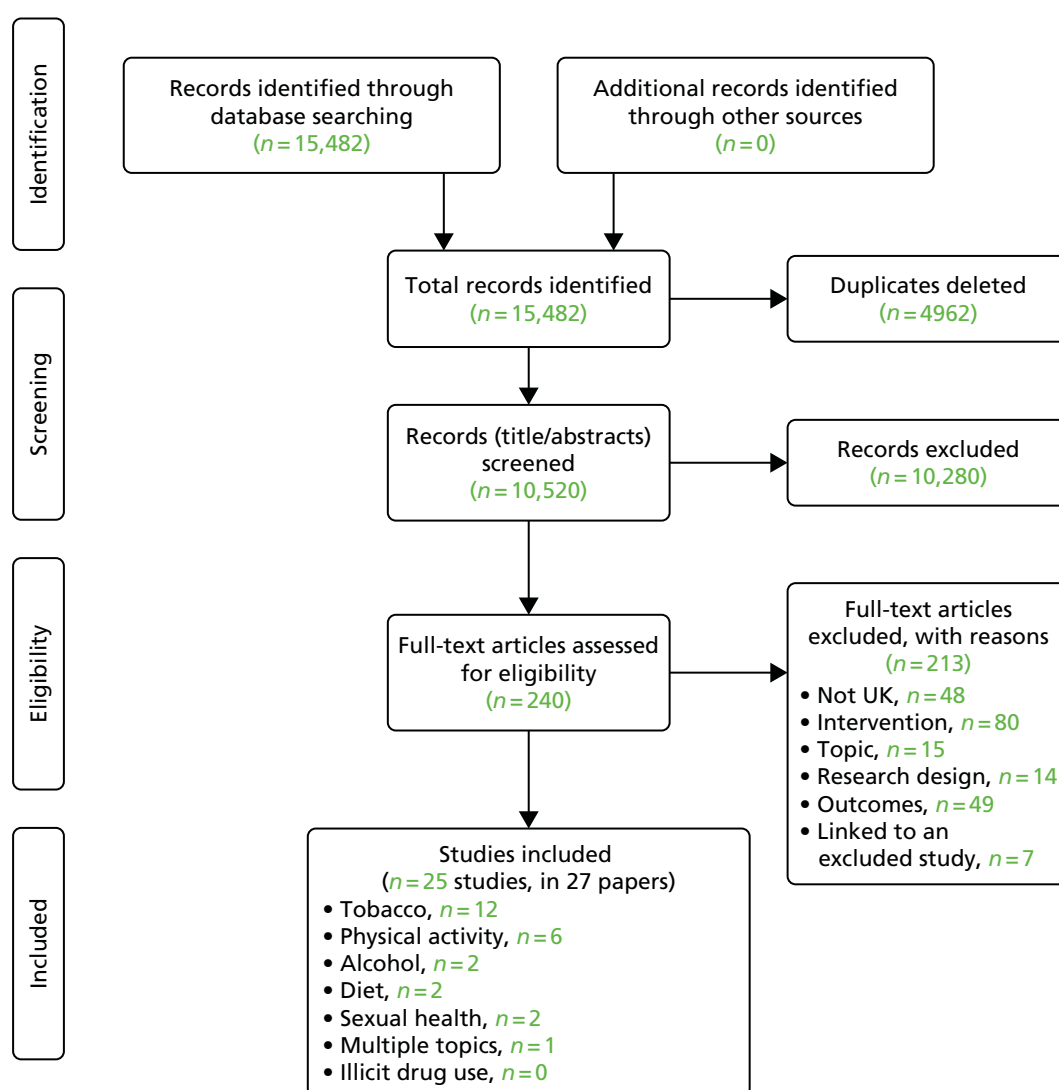 Identification
Records identified through
database searching
(n = 15,482)
Additional records identified
through other sources
(n = 0)
Total records identified
(n = 15,482)
Duplicates deleted
(n = 4962)
Screening
Records (title/abstracts)
screened
(n = 10,520)
Records excluded
(n = 10,280)
Eligibility
Full-text articles assessed
for eligibility
(n = 240)
Full-text articles
excluded, with reasons
(n = 213)
• Not UK, n = 48
• Intervention, n = 80
• Topic, n = 15
• Research design, n = 14
• Outcomes, n = 49
• Linked to an
excluded study, n = 7
Included
Studies included
(n = 25 studies, in 27 papers)
• Tobacco, n = 12
• Physical activity, n = 6
• Alcohol, n = 2
• Diet, n = 2
• Sexual health, n = 2
• Multiple topics, n = 1
• Illicit drug use, n = 0